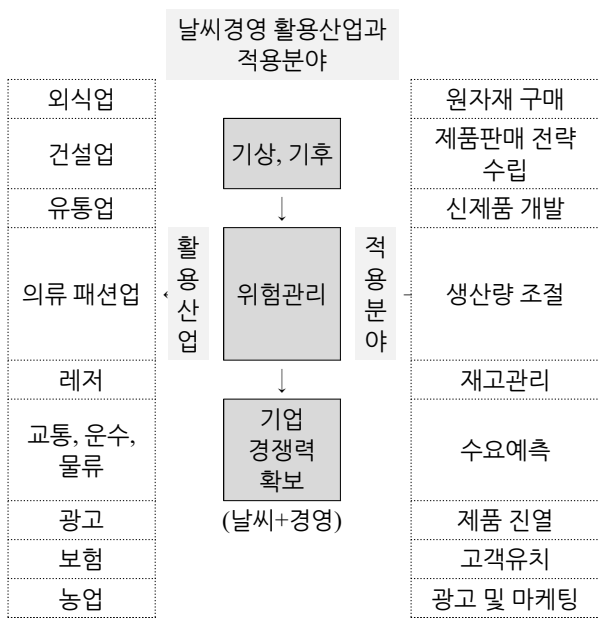 날씨경영 활용산업과
적용분야
외식업
원자재 구매
건설업
기상, 기후
제품판매 전략
수립
↓
유통업
신제품 개발
의류 패션업
←
활
용
산
업
위험관리
적
용
분
야
→
생산량 조절
레저
↓
재고관리
교통, 운수,
물류
기업
경쟁력
확보
수요예측
광고
(날씨+경영)
제품 진열
보험
고객유치
농업
광고 및 마케팅